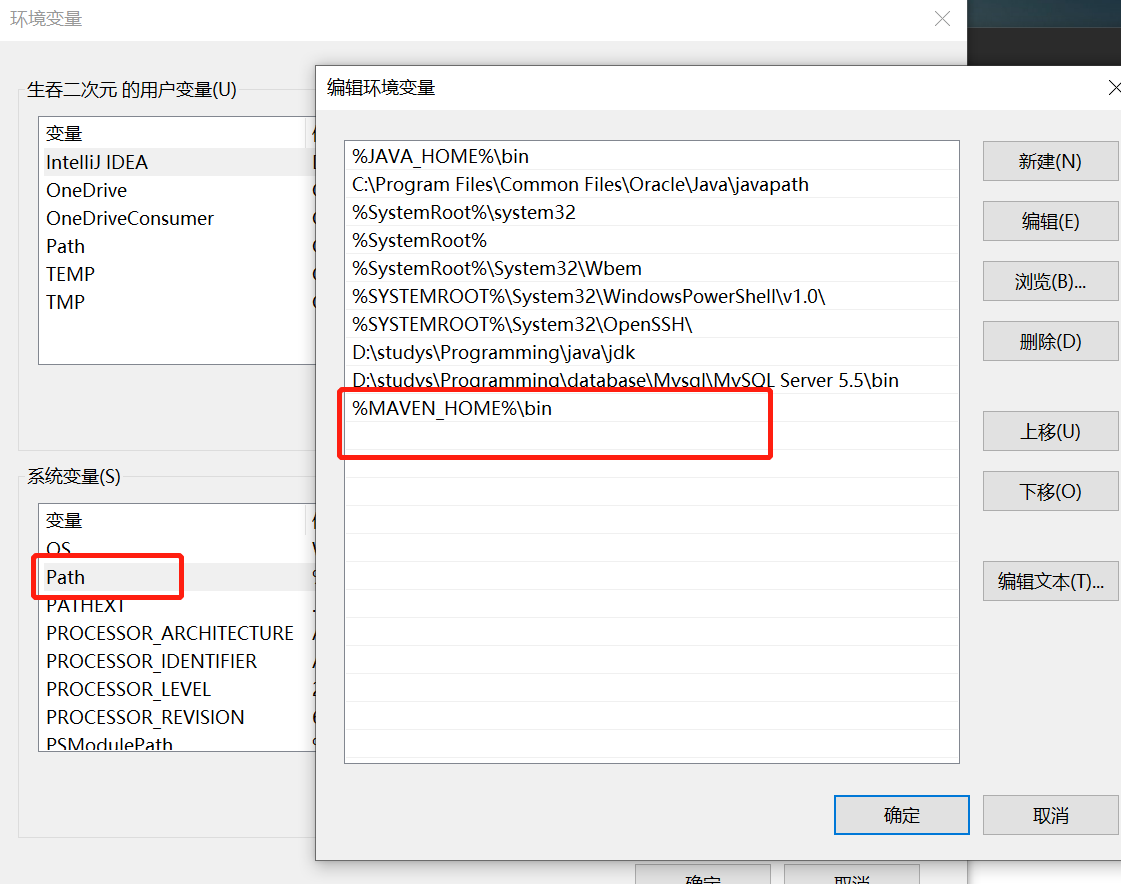 环境变量
生吞二次元 的用户变量(U)
变量
IntelliJ IDEA
OneDrive
OneDriveConsumer
Path
TEMP
TMP
系统变量(S)
变量
OS
Path
PATHEXT
PROCESSOR_ARCHITECTURE
PROCESSOR_IDENTIFIER
PROCESSOR_LEVEL
PROCESSOR_REVISION
PSModulePath
确定
取消
编辑环境变量
%JAVA_HOME%\bin
C:\Program Files\Common Files\Oracle\Java\javapath
%SystemRoot%\system32
%SystemRoot%
%SystemRoot%\System32\Wbem
%SYSTEMROOT%\System32\WindowsPowerShell\v1.0\
%SYSTEMROOT%\System32\OpenSSH\
D:\studys\Programming\java\jdk
D:\studys\Programming\database\Mysql\MySQL Server 5.5\bin
%MAVEN_HOME%\bin
新建(N)
编辑(E)
浏览(B)...
删除(D)
上移(U)
下移(O)
编辑文本(T)...
确定
取消